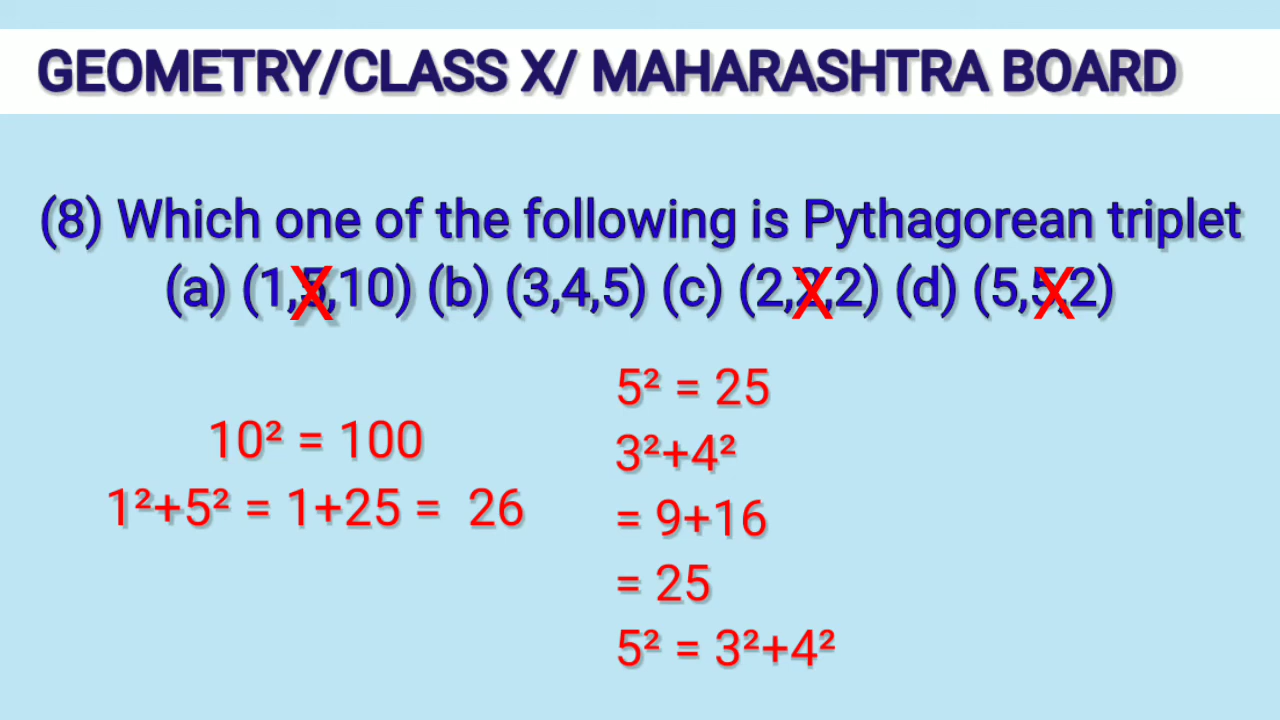 GEOMETRY/CLASS X/ MAHARASHTRA BOARD
(8) Which one of the following is Pythagorean triplet
(a) (1,5,10) (b) (3,4,5) (c) (2,2,2) (d) (5,5,2)
X X X
10² = 100
1²+5² = 1+25 = 26
5² = 25
3²+4²
= 9+16
= 25
5² = 3²+4²